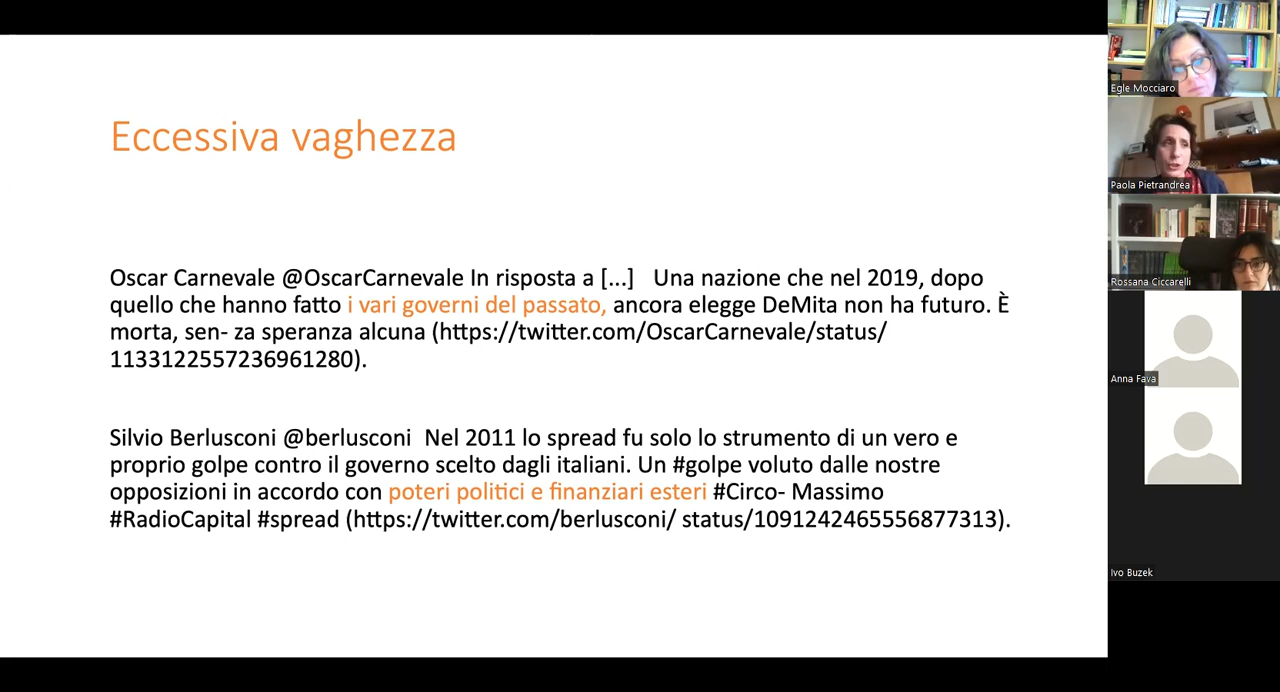 Eccessiva vaghezza
Oscar Carnevale @OscarCarnevale In risposta a [...] Una nazione che nel 2019, dopo
quello che hanno fatto i vari governi del passato, ancora elegge DeMita non ha futuro. È
morta, sen- za speranza alcuna (https://twitter.com/OscarCarnevale/status/
1133122557236961280).
Silvio Berlusconi @berlusconi Nel 2011 lo spread fu solo lo strumento di un vero e
proprio golpe contro il governo scelto dagli italiani. Un #golpe voluto dalle nostre
opposizioni in accordo con poteri politici e finanziari esteri #Circo- Massimo
#RadioCapital #spread (https://twitter.com/berlusconi/ status/1091242465556877313).
Egle Mocciaro
Paola Pietrandrea
Rossana Ciccarelli
Anna Fava
Ivo Buzek